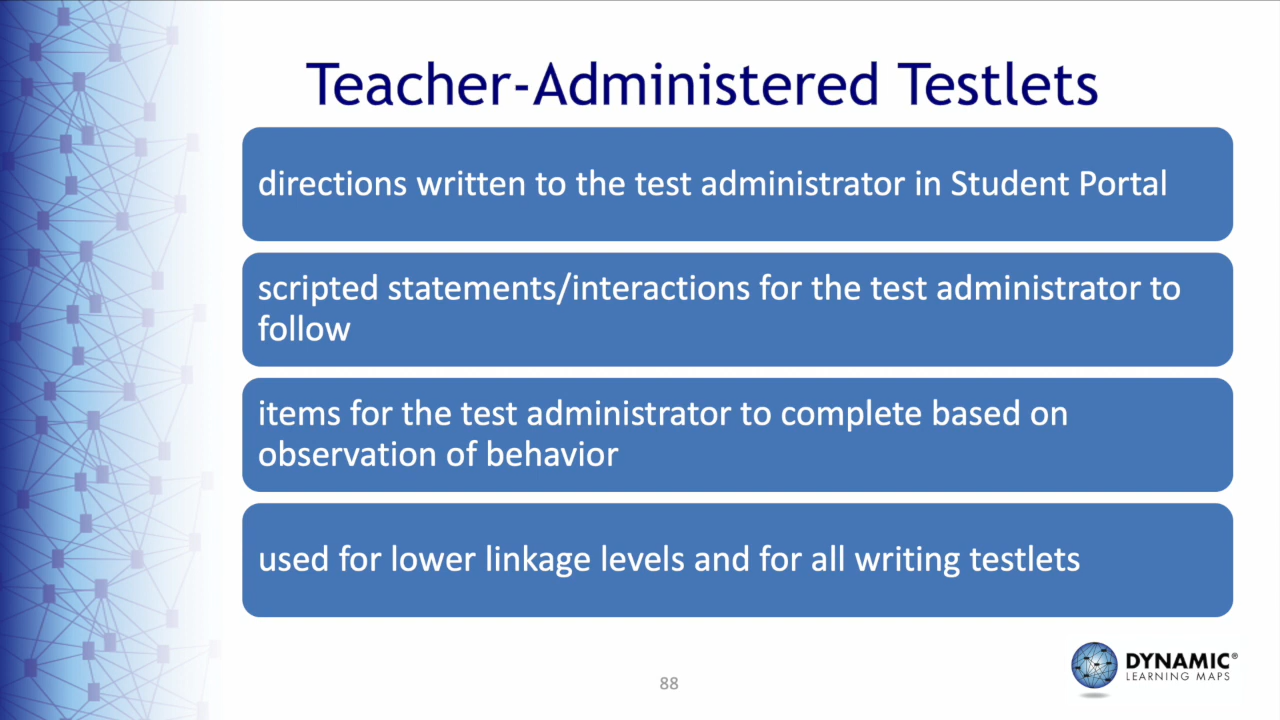 Teacher-Administered Testlets
directions written to the test administrator in Student Portal
scripted statements/interactions for the test administrator to
follow
items for the test administrator to complete based on
observation of behavior
used for lower linkage levels and for all writing testlets
DYNAMIC®
LEARNING MAPS
88